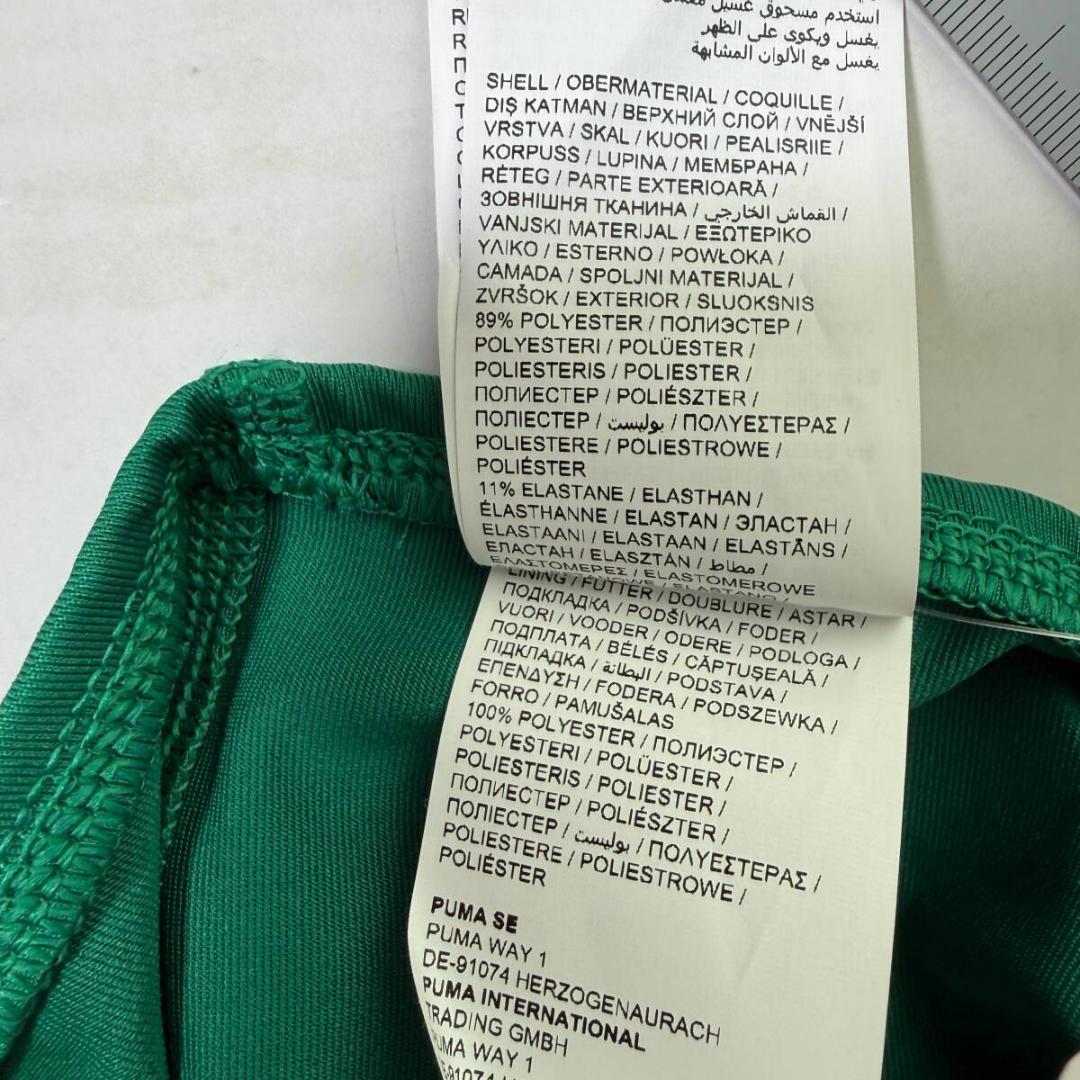 استخدم مسحوق غسيل
يغسل ويكوى على الظهر
يغسل مع الألوان المشابهة
SHELL / OBERMATERIAL / COQUILLE /
DIŞ KATMAN / ВЕРХНИЙ СЛОЙ / VNĚJŠÍ
VRSTVA / SKAL / KUORI / PEALISRIIE /
KORPUSS / LUPINA / МЕМБРАНА /
RÉTEG / PARTE EXTERIOARĂ /
ЗОВНІШНЯ ТКАНИНА / القماش الخارجي /
VANJSKI MATERIJAL / ΕΞΩΤΕΡΙΚΟ
ΥΛΙΚΟ / ESTERNO / POWŁOKA /
CAMADA / SPOLJNI MATERIJAL /
ZVRŠOK / EXTERIOR / SLUOKSNIS
89% POLYESTER / ПОЛИЭСТЕР /
POLYESTERI / POLÜESTER /
POLIESTERIS / POLIESTER /
ПОЛИЕСТЕР / POLIÉSZTER /
ПОЛІЕСТЕР / بوليست / ΠΟΛΥΕΣΤΕΡΑΣ /
POLIESTERE / POLIESTROWE /
POLIÉSTER
11% ELASTANE / ELASTHAN /
ÉLASTHANNE / ELASTAN / ЭЛАСТАН /
ELASTAANI / ELASTAAN / ELASTĀNS /
ЕЛАСТАН / ELASZTÁN / مطاط /
ΕΛΑΣΤΟΜΕΡΕΣ / ELASTOMEROWE
LINING / FUTTER / DOUBLURE / ASTAR /
ПОДКЛАДКА / PODŠÍVKA / FODER /
VUORI / VOODER / ODERE / PODLOGA /
ПОДПЛАТА / BÉLÉS / CĂPTUŞEALĂ /
ПІДКЛАДКА / البطانة / PODSTAVA /
ΕΠΕΝΔΥΣΗ / FODERA / PODSZEWKA /
FORRO / PAMUŠALAS
100% POLYESTER / ПОЛИЭСТЕР /
POLYESTERI / POLÜESTER /
POLIESTERIS / POLIESTER /
ПОЛИЕСТЕР / POLIÉSZTER /
ПОЛІЕСТЕР / بوليست / ΠΟΛΥΕΣΤΕΡΑΣ /
POLIESTERE / POLIESTROWE /
POLIÉSTER
PUMA SE
PUMA WAY 1
DE-91074 HERZOGENAURACH
PUMA INTERNATIONAL
TRADING GMBH
PUMA WAY 1